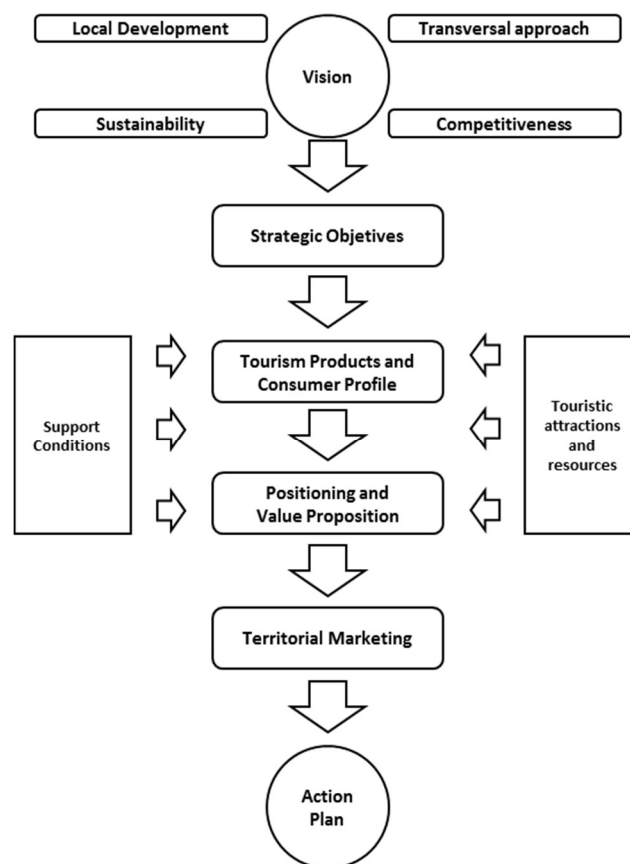 Local Development
Transversal approach
Vision
Sustainability
Competitiveness
Strategic Objetives
Tourism Products and
Consumer Profile
Support
Conditions
Touristic
attractions
and
resources
Positioning and
Value Proposition
Territorial Marketing
Action
Plan